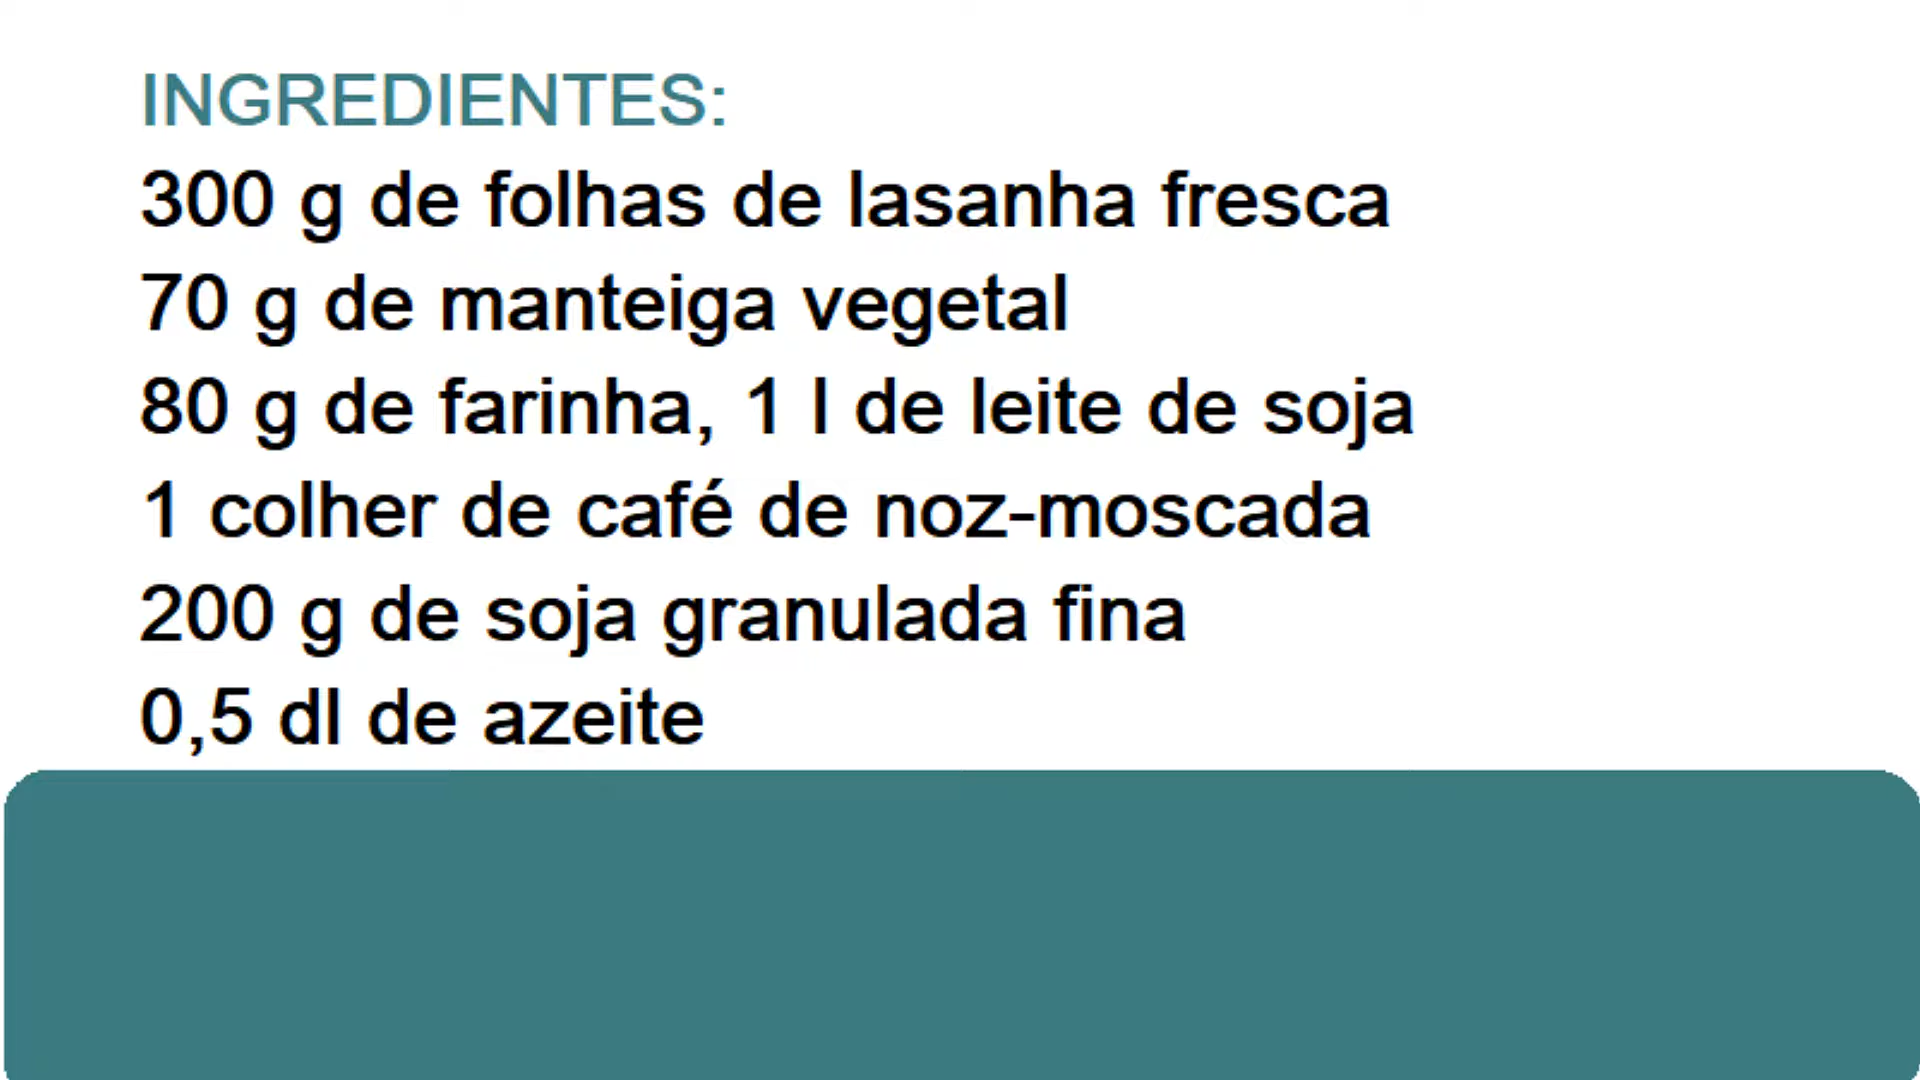 INGREDIENTES:
300 g de folhas de lasanha fresca
70 g de manteiga vegetal
80 g de farinha, 1 l de leite de soja
1 colher de café de noz-moscada
200 g de soja granulada fina
0,5 dl de azeite